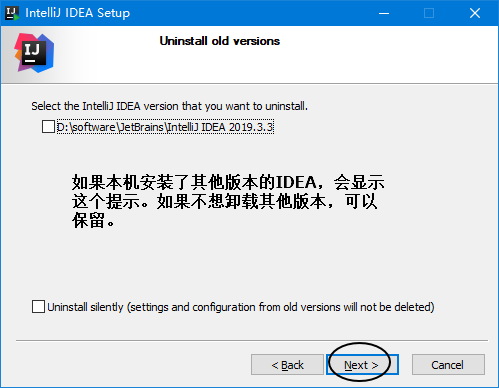 IntelliJ IDEA Setup
Uninstall old versions
Select the IntelliJ IDEA version that you want to uninstall.
D:\software\JetBrains\IntelliJ IDEA 2019.3.3
如果本机安装了其他版本的IDEA，会显示
这个提示。如果不想卸载其他版本，可以
保留。
Uninstall silently (settings and configuration from old versions will not be deleted)
< Back Next > Cancel